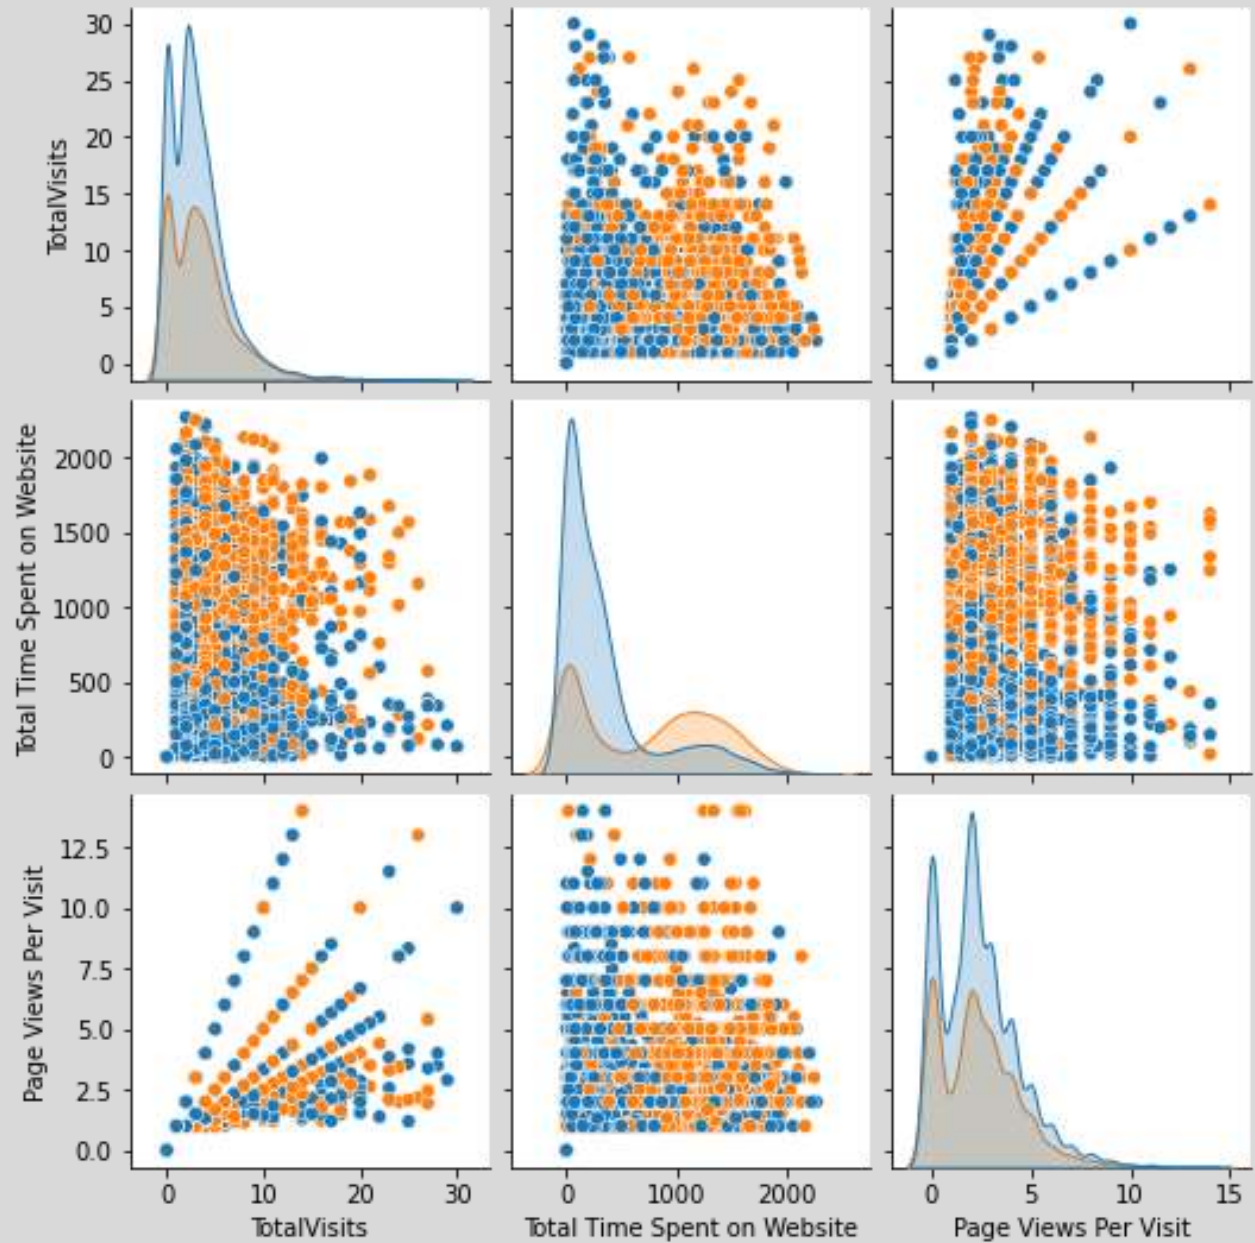 30
25
20
15
10
5
0
TotalVisits
2000
1500
1000
500
0
Total Time Spent on Website
12.5
10.0
7.5
5.0
2.5
0.0
Page Views Per Visit
0 10 20 30
TotalVisits
0 1000 2000
Total Time Spent on Website
0 5 10 15
Page Views Per Visit